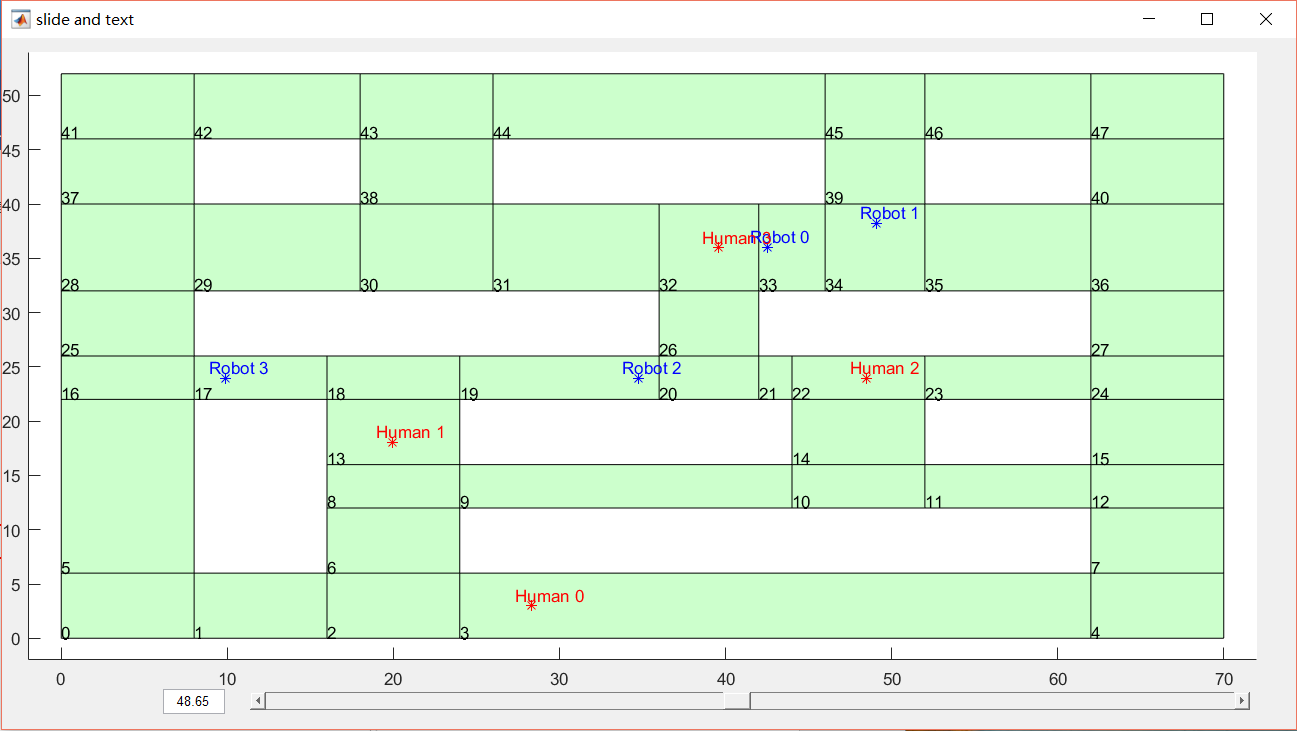 slide and text
50
41 42 43 44 45 46 47
45
37 38 39 40
40
Robot 1
Human 3 Robot 0
35
28 29 30 31 32 33 34 35 36
30
25 26 27
25
Robot 3 Robot 2 Human 2
16 17 18 19 20 21 22 23 24
20
Human 1
13 14 15
15
8 9 10 11 12
10
5 6 7
5
Human 0
0 1 2 3 4
0
0 10 20 30 40 50 60 70
48.65